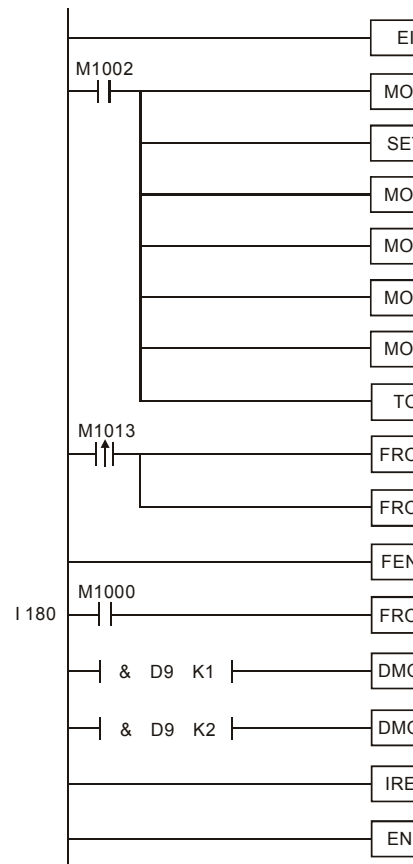 EI
M1002
MO
SE
MO
MO
MO
MO
TO
M1013
FRO
FRO
FEN
M1000
I 180
FRO
& D9 K1
DMO
& D9 K2
DMO
IRE
EN